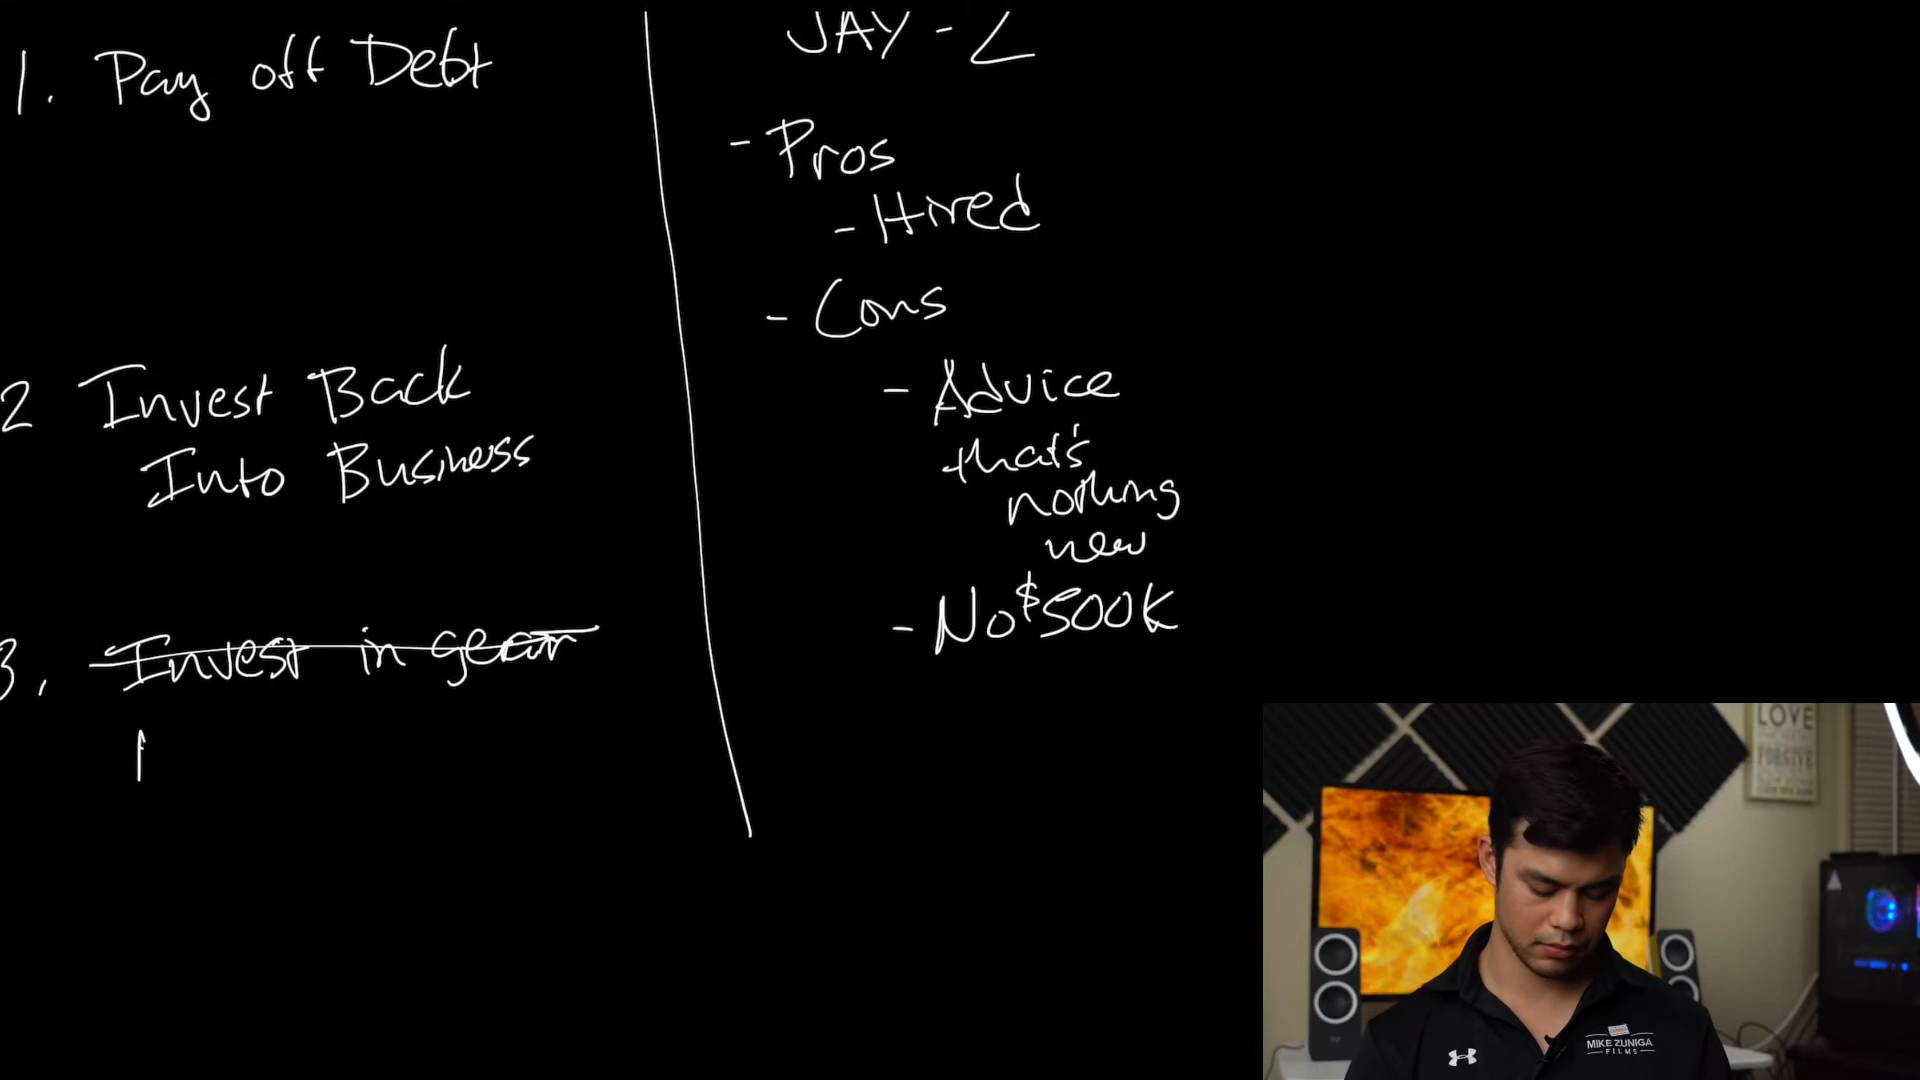 1. Pay off Debt
2 Invest Back
Into Business
3. Invest in gear
JAY - Z
- Pros
- Hired
- Cons
- Advice
that's
nothing
new
- No $500K
LOVE
FORGIVE
MIKE ZUNIGA
FILMS